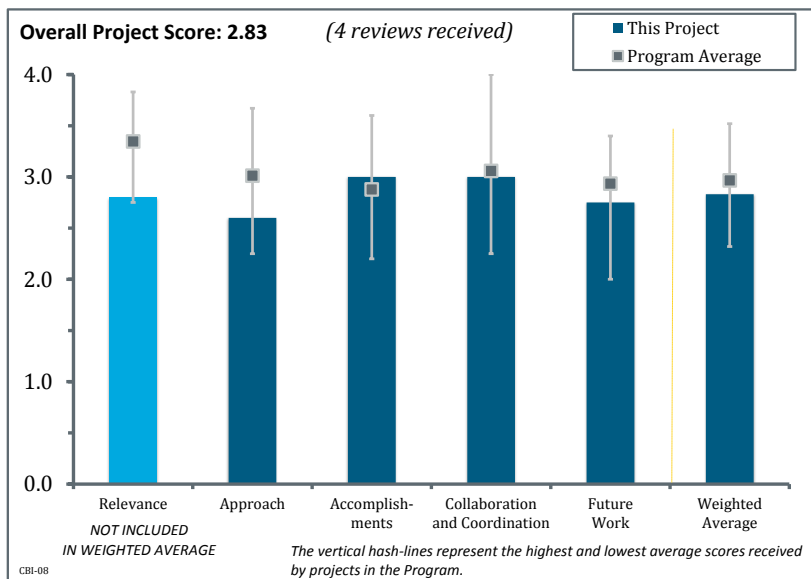 Overall Project Score: 2.83
(4 reviews received)
This Project
Program Average
4.0
3.0
2.0
1.0
0.0
Relevance
Approach
Accomplish-
ments
Collaboration
and Coordination
Future
Work
Weighted
Average
NOT INCLUDED
IN WEIGHTED AVERAGE
The vertical hash-lines represent the highest and lowest average scores received
by projects in the Program.
CBI-08